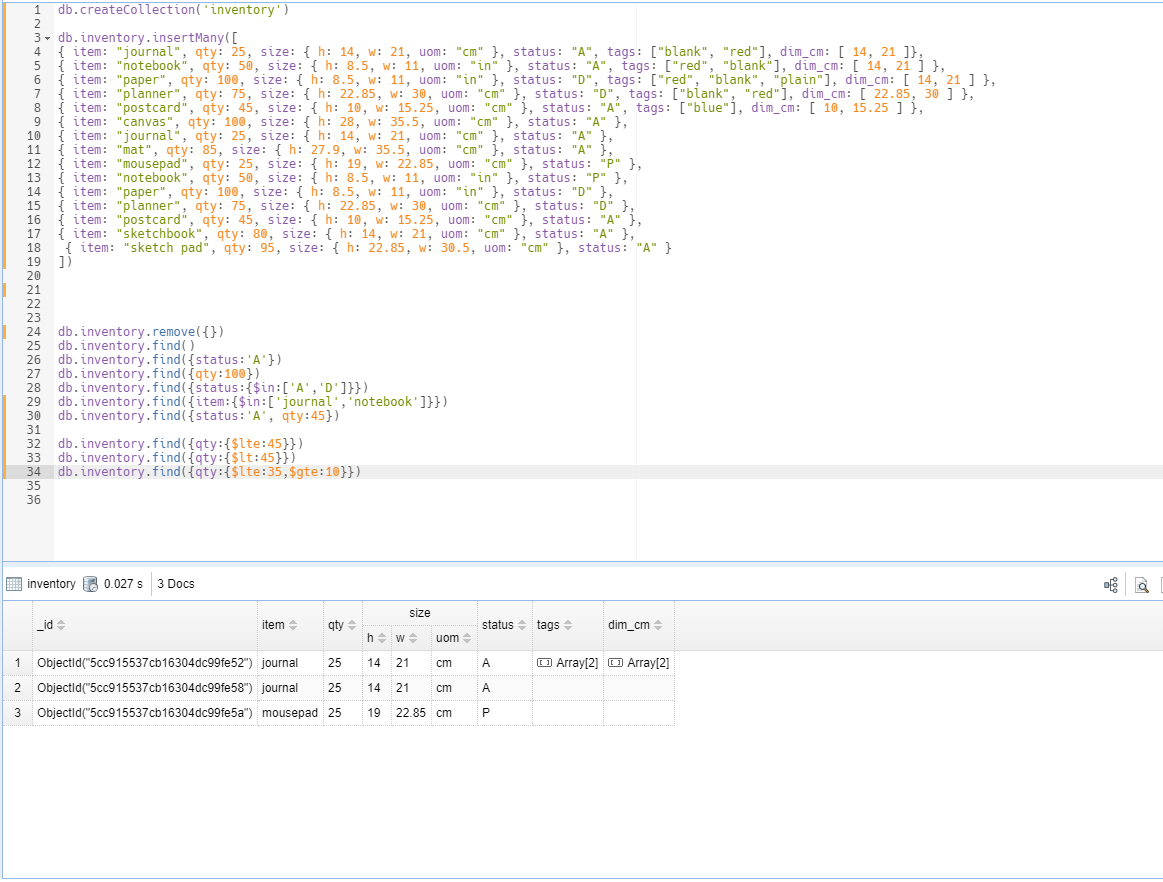 1 db.createCollection('inventory')
2
3 db.inventory.insertMany([
4 { item: "journal", qty: 25, size: { h: 14, w: 21, uom: "cm" }, status: "A", tags: ["blank", "red"], dim_cm: [ 14, 21 ]},
5 { item: "notebook", qty: 50, size: { h: 8.5, w: 11, uom: "in" }, status: "A", tags: ["red", "blank"], dim_cm: [ 14, 21 ] },
6 { item: "paper", qty: 100, size: { h: 8.5, w: 11, uom: "in" }, status: "D", tags: ["red", "blank", "plain"], dim_cm: [ 14, 21 ] },
7 { item: "planner", qty: 75, size: { h: 22.85, w: 30, uom: "cm" }, status: "D", tags: ["blank", "red"], dim_cm: [ 22.85, 30 ] },
8 { item: "postcard", qty: 45, size: { h: 10, w: 15.25, uom: "cm" }, status: "A", tags: ["blue"], dim_cm: [ 10, 15.25 ] },
9 { item: "canvas", qty: 100, size: { h: 28, w: 35.5, uom: "cm" }, status: "A" },
10 { item: "journal", qty: 25, size: { h: 14, w: 21, uom: "cm" }, status: "A" },
11 { item: "mat", qty: 85, size: { h: 27.9, w: 35.5, uom: "cm" }, status: "A" },
12 { item: "mousepad", qty: 25, size: { h: 19, w: 22.85, uom: "cm" }, status: "P" },
13 { item: "notebook", qty: 50, size: { h: 8.5, w: 11, uom: "in" }, status: "P" },
14 { item: "paper", qty: 100, size: { h: 8.5, w: 11, uom: "in" }, status: "D" },
15 { item: "planner", qty: 75, size: { h: 22.85, w: 30, uom: "cm" }, status: "D" },
16 { item: "postcard", qty: 45, size: { h: 10, w: 15.25, uom: "cm" }, status: "A" },
17 { item: "sketchbook", qty: 80, size: { h: 14, w: 21, uom: "cm" }, status: "A" },
18 { item: "sketch pad", qty: 95, size: { h: 22.85, w: 30.5, uom: "cm" }, status: "A" }
19 ])
20
21
22
23
24 db.inventory.remove({})
25 db.inventory.find()
26 db.inventory.find({status:'A'})
27 db.inventory.find({qty:100})
28 db.inventory.find({status:{$in:['A','D']}})
29 db.inventory.find({item:{$in:['journal','notebook']}})
30 db.inventory.find({status:'A', qty:45})
31
32 db.inventory.find({qty:{$lte:45}})
33 db.inventory.find({qty:{$lt:45}})
34 db.inventory.find({qty:{$lte:35,$gte:10}})
35
36
inventory 0.027 s 3 Docs
_id item qty size status tags dim_cm
h w uom
1 ObjectId("5cc915537cb16304dc99fe52") journal 25 14 21 cm A Array[2] Array[2]
2 ObjectId("5cc915537cb16304dc99fe58") journal 25 14 21 cm A
3 ObjectId("5cc915537cb16304dc99fe5a") mousepad 25 19 22.85 cm P